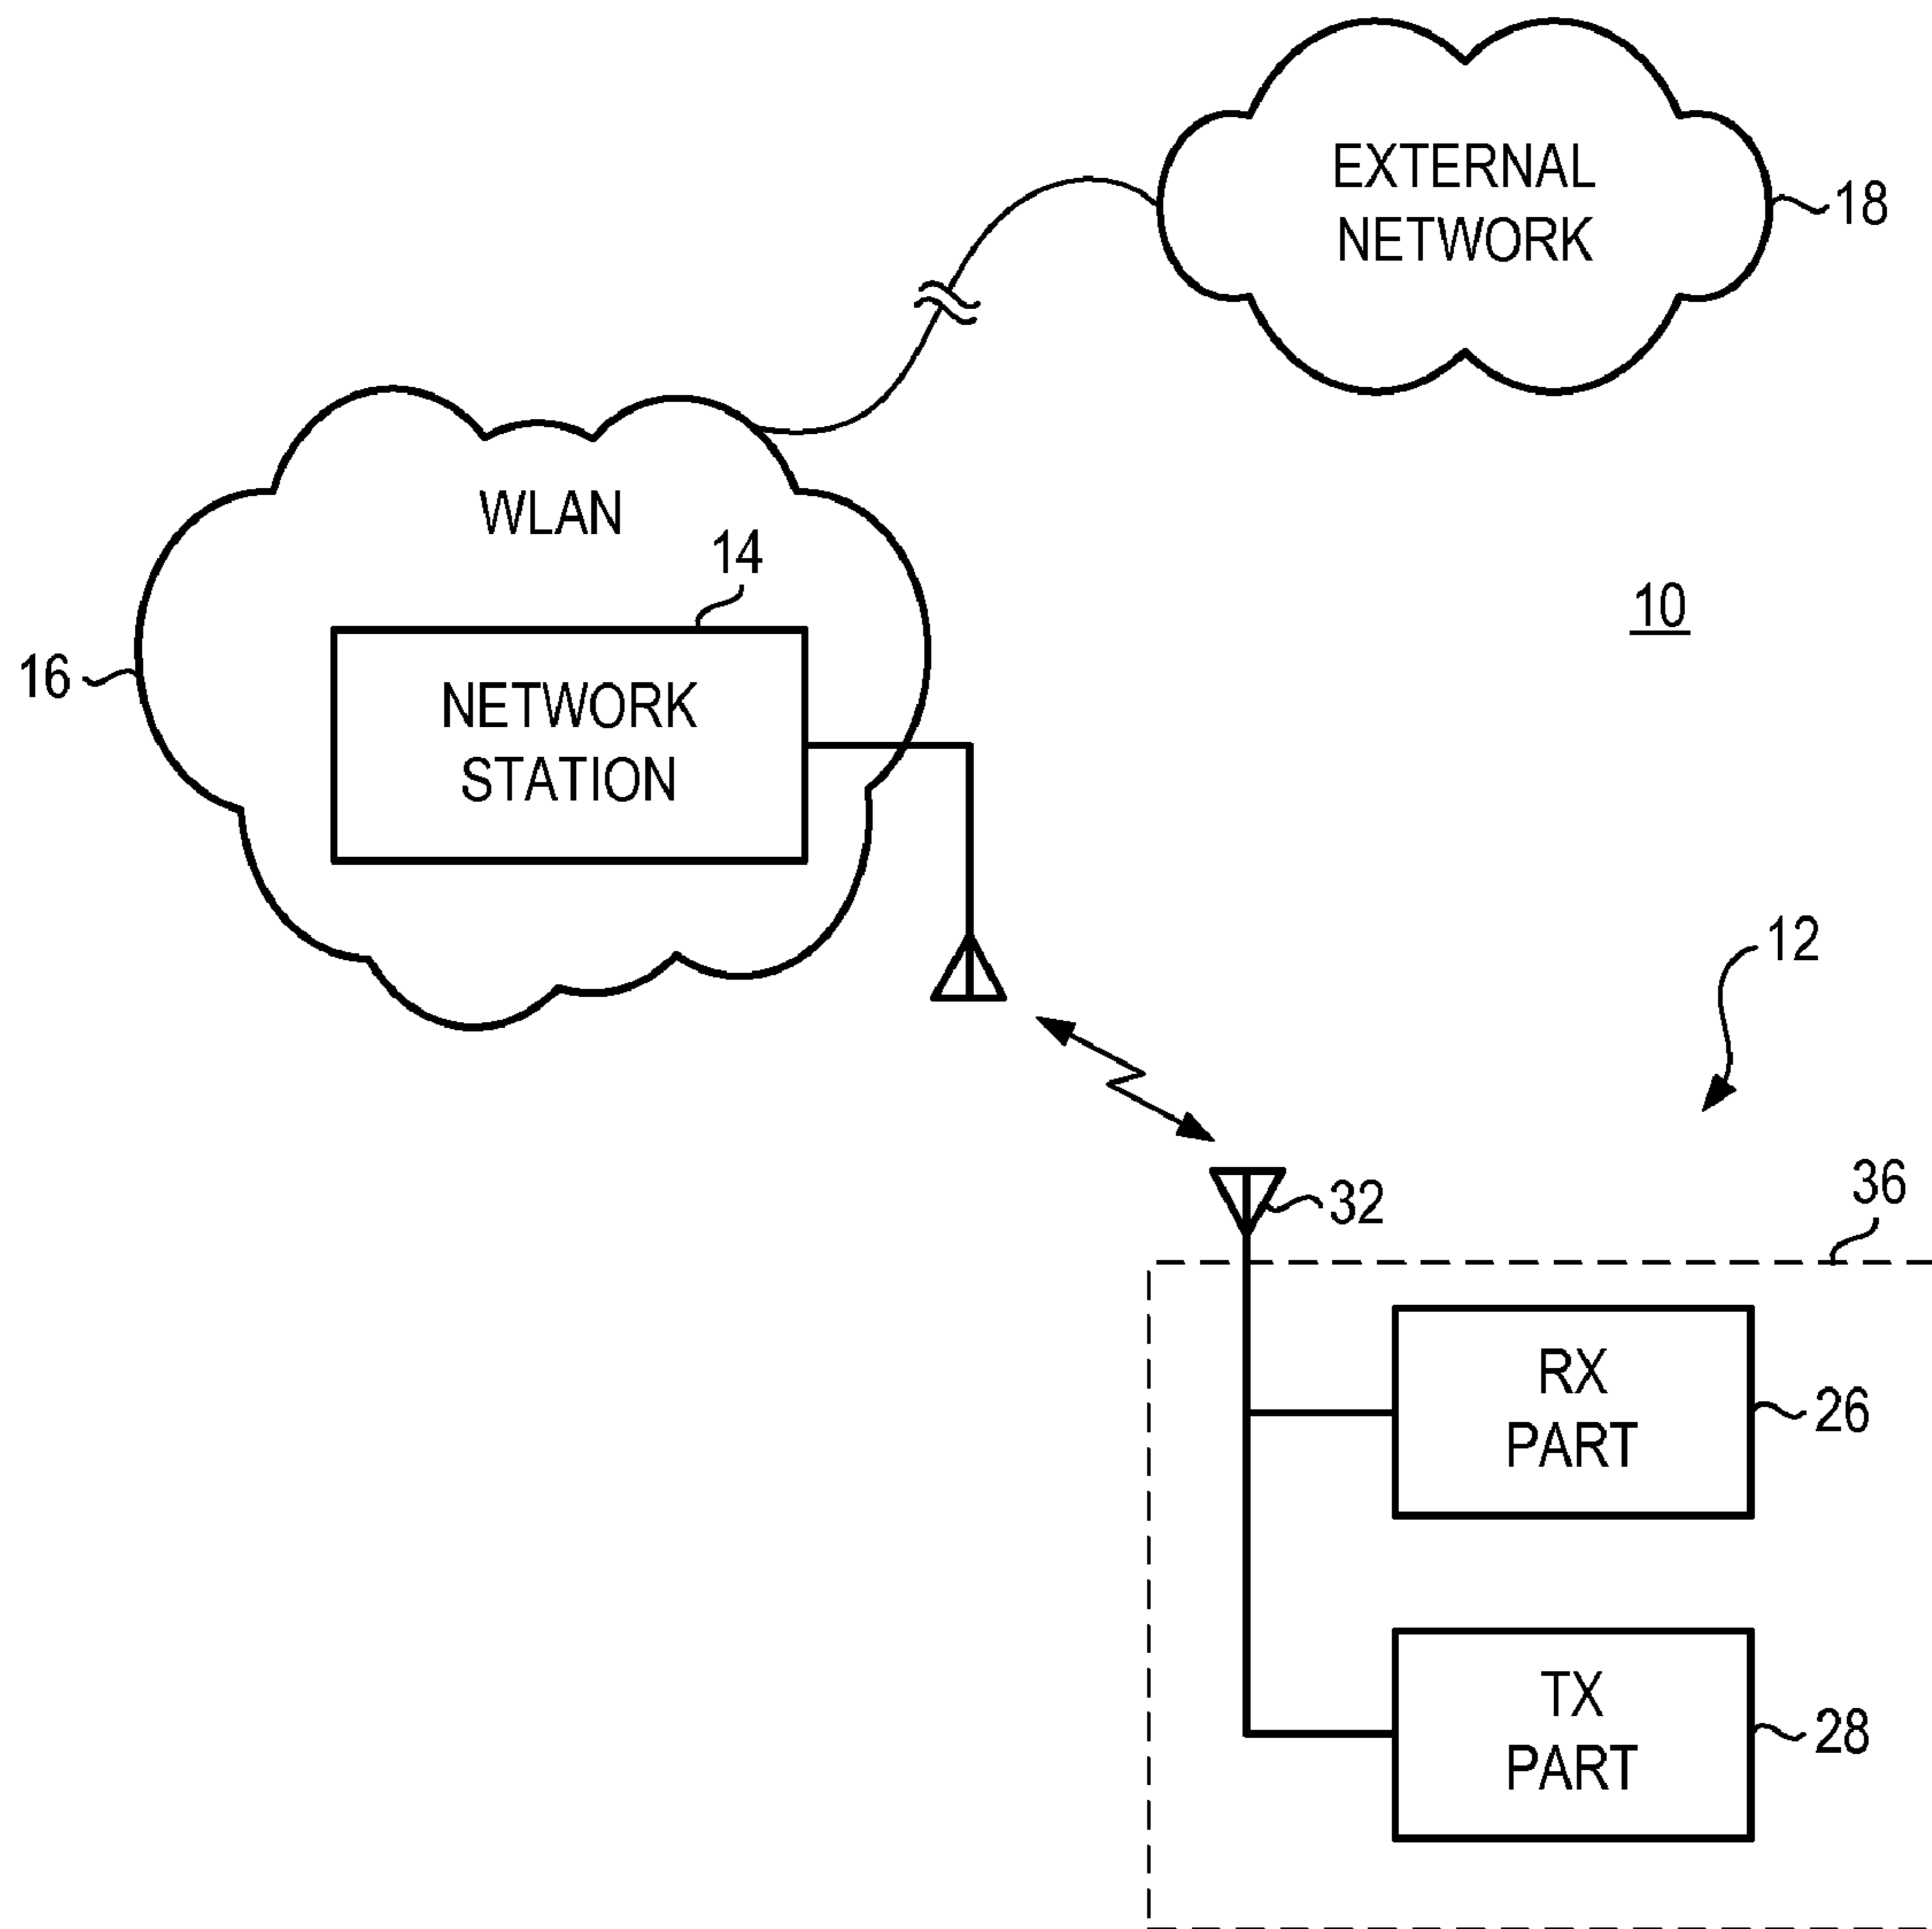 EXTERNAL
NETWORK
18
WLAN
14
10
16
NETWORK
STATION
12
32
36
RX
PART
26
TX
PART
28